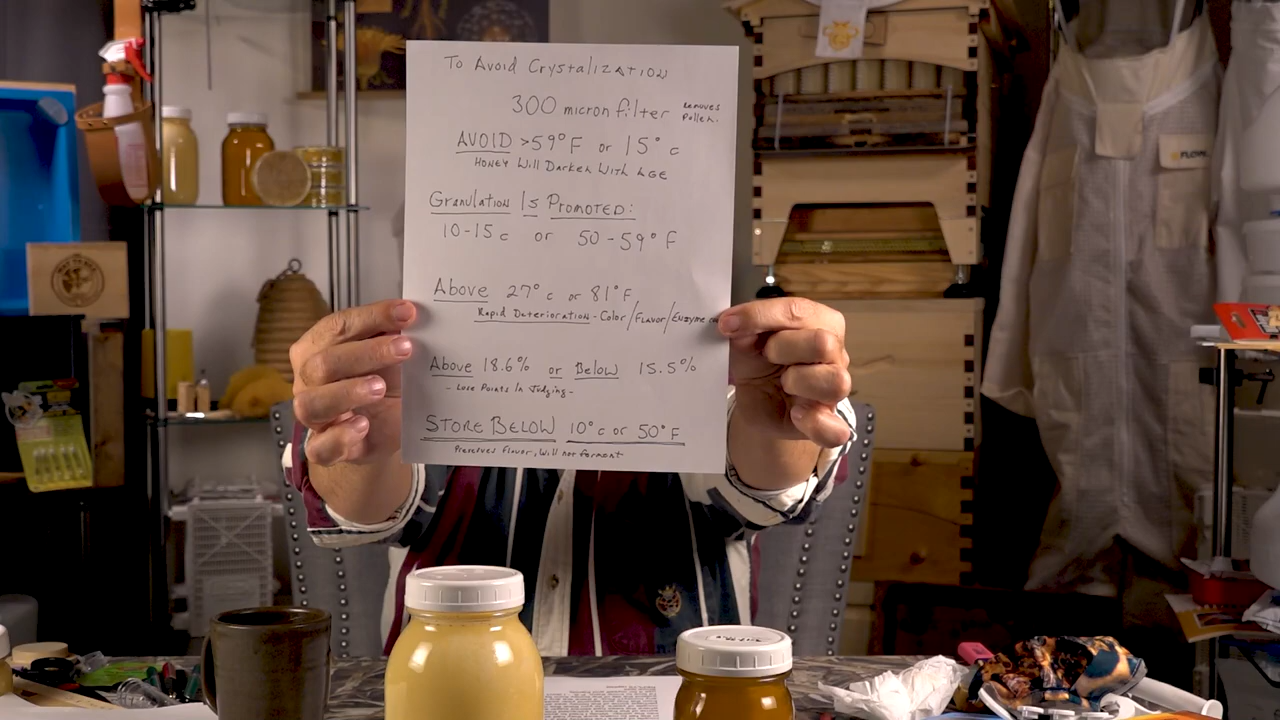 To Avoid Crystalization
300 micron filter Removes Pollen.
AVOID >59°F or 15°c
Honey Will Darken With Age
Granulation Is Promoted:
10-15c or 50-59°F
Above 27°c or 81°F
Rapid Deterioration - Color/Flavor/Enzyme
Above 18.6% or Below 15.5%
- Lose Points In Judging -
STORE BELOW 10°c or 50°F
Preserves Flavor, Will not ferment
FLOW